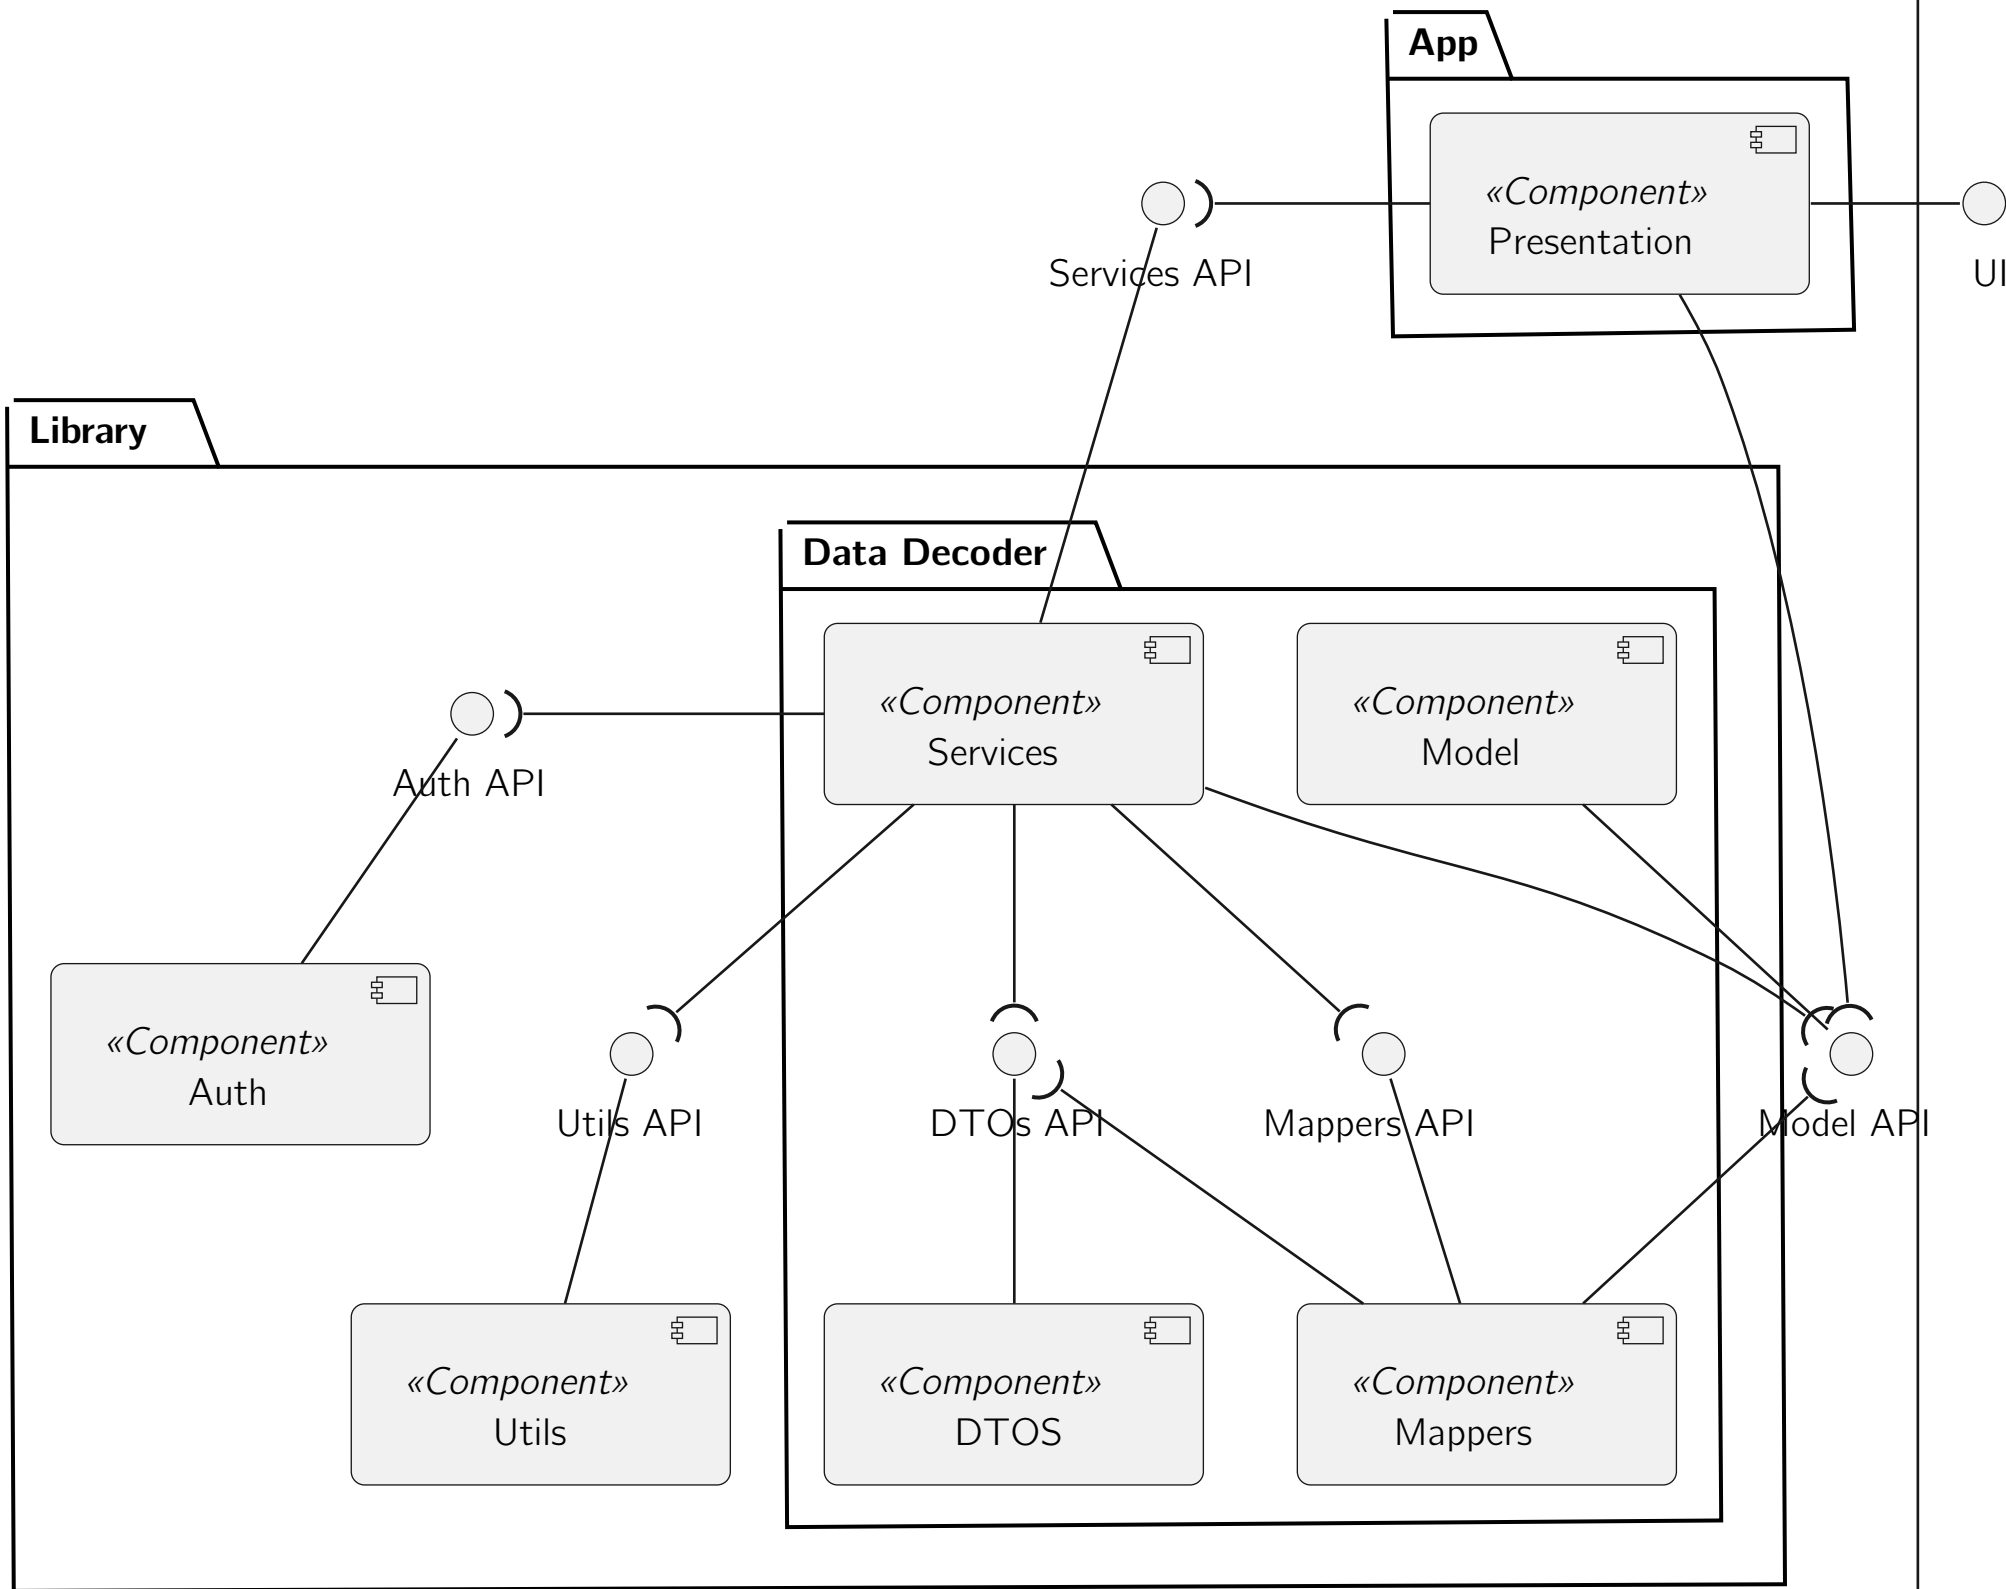 App
«Component»
Presentation
Services API
UI
Library
Data Decoder
«Component»
Services
«Component»
Model
Auth API
«Component»
Auth
Utils API
DTOs API
Mappers API
Model API
«Component»
Utils
«Component»
DTOS
«Component»
Mappers